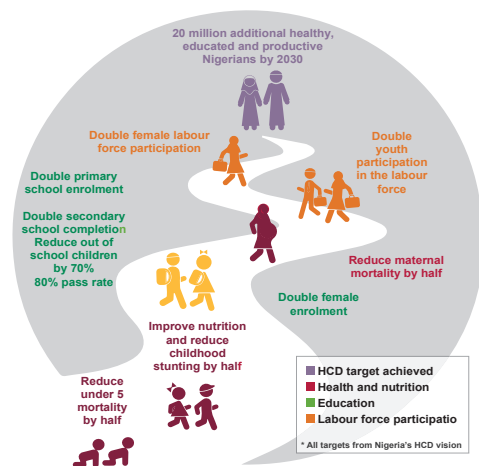 20 million additional healthy,
educated and productive
Nigerians by 2030
Double female labour
force participation
Double
youth
participation
in the labour
force
Double primary
school enrolment
Double secondary
school completion
Reduce out of
school children
by 70%
80% pass rate
Reduce maternal
mortality by half
Double female
enrolment
Improve nutrition
and reduce
childhood
stunting by half
Reduce
under 5
mortality
by half
HCD target achieved
Health and nutrition
Education
Labour force participatio
* All targets from Nigeria's HCD vision